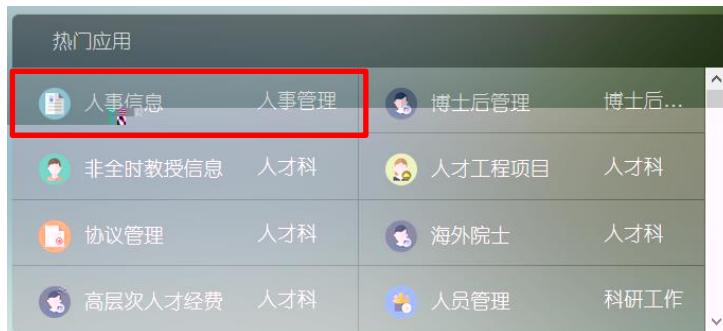 热门应用
人事信息 人事管理 博士后管理 博士后...
非全时教授信息 人才科 人才工程项目 人才科
协议管理 人才科 海外院士 人才科
高层次人才经费 人才科 人员管理 科研工作